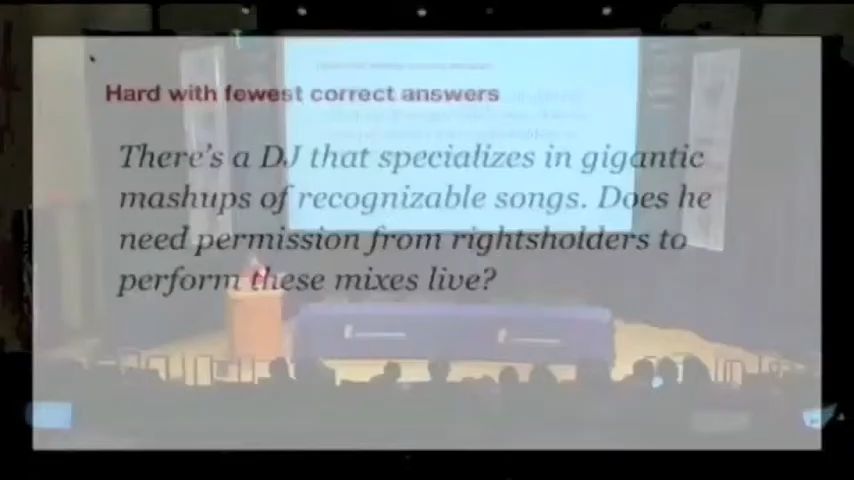 Hard with fewest correct answers
There's a DJ that specializes in gigantic
mashups of recognizable songs. Does he
need permission from rightsholders to
perform these mixes live?